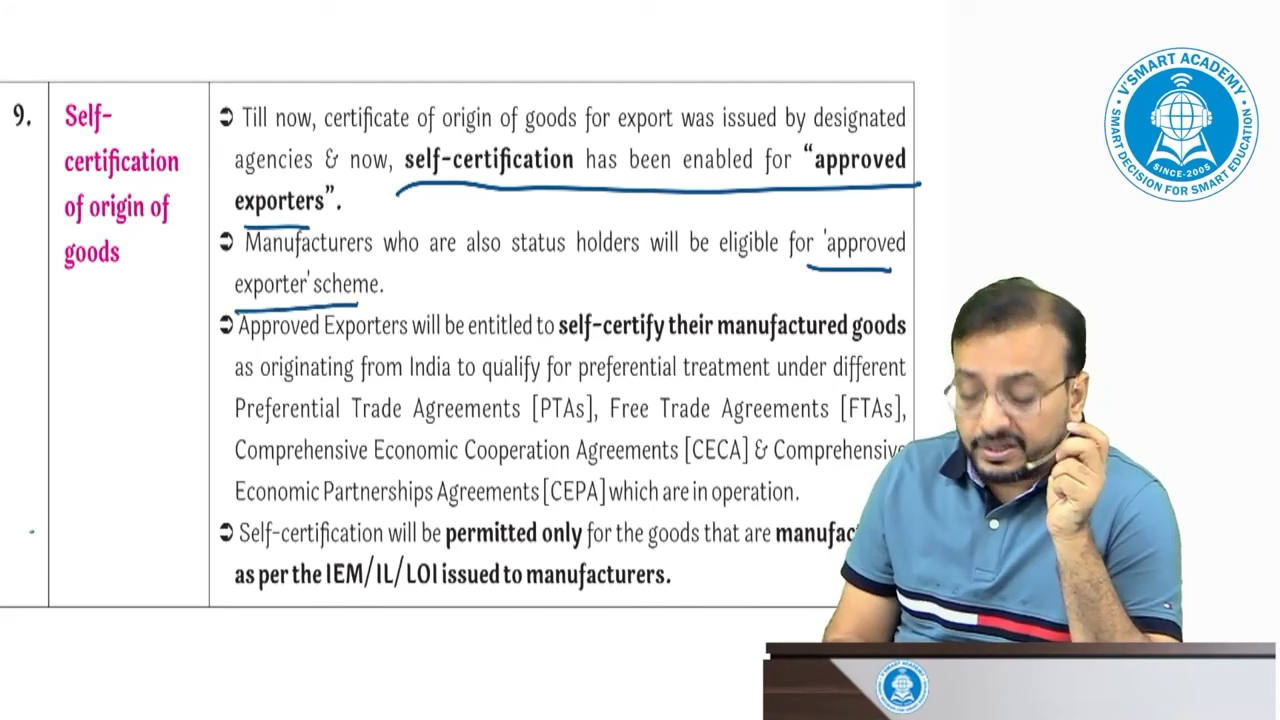 9.
Self-
certification
of origin of
goods
➲ Till now, certificate of origin of goods for export was issued by designated
agencies & now, self-certification has been enabled for “approved
exporters”.
➲ Manufacturers who are also status holders will be eligible for 'approved
exporter' scheme.
➲ Approved Exporters will be entitled to self-certify their manufactured goods
as originating from India to qualify for preferential treatment under different
Preferential Trade Agreements [PTAs], Free Trade Agreements [FTAs],
Comprehensive Economic Cooperation Agreements [CECA] & Comprehensive
Economic Partnerships Agreements [CEPA] which are in operation.
➲ Self-certification will be permitted only for the goods that are
as per the IEM/IL/LOI issued to manufacturers.
V'SMART ACADEMY
SINCE-2005
SMART DECISION FOR SMART EDUCATION